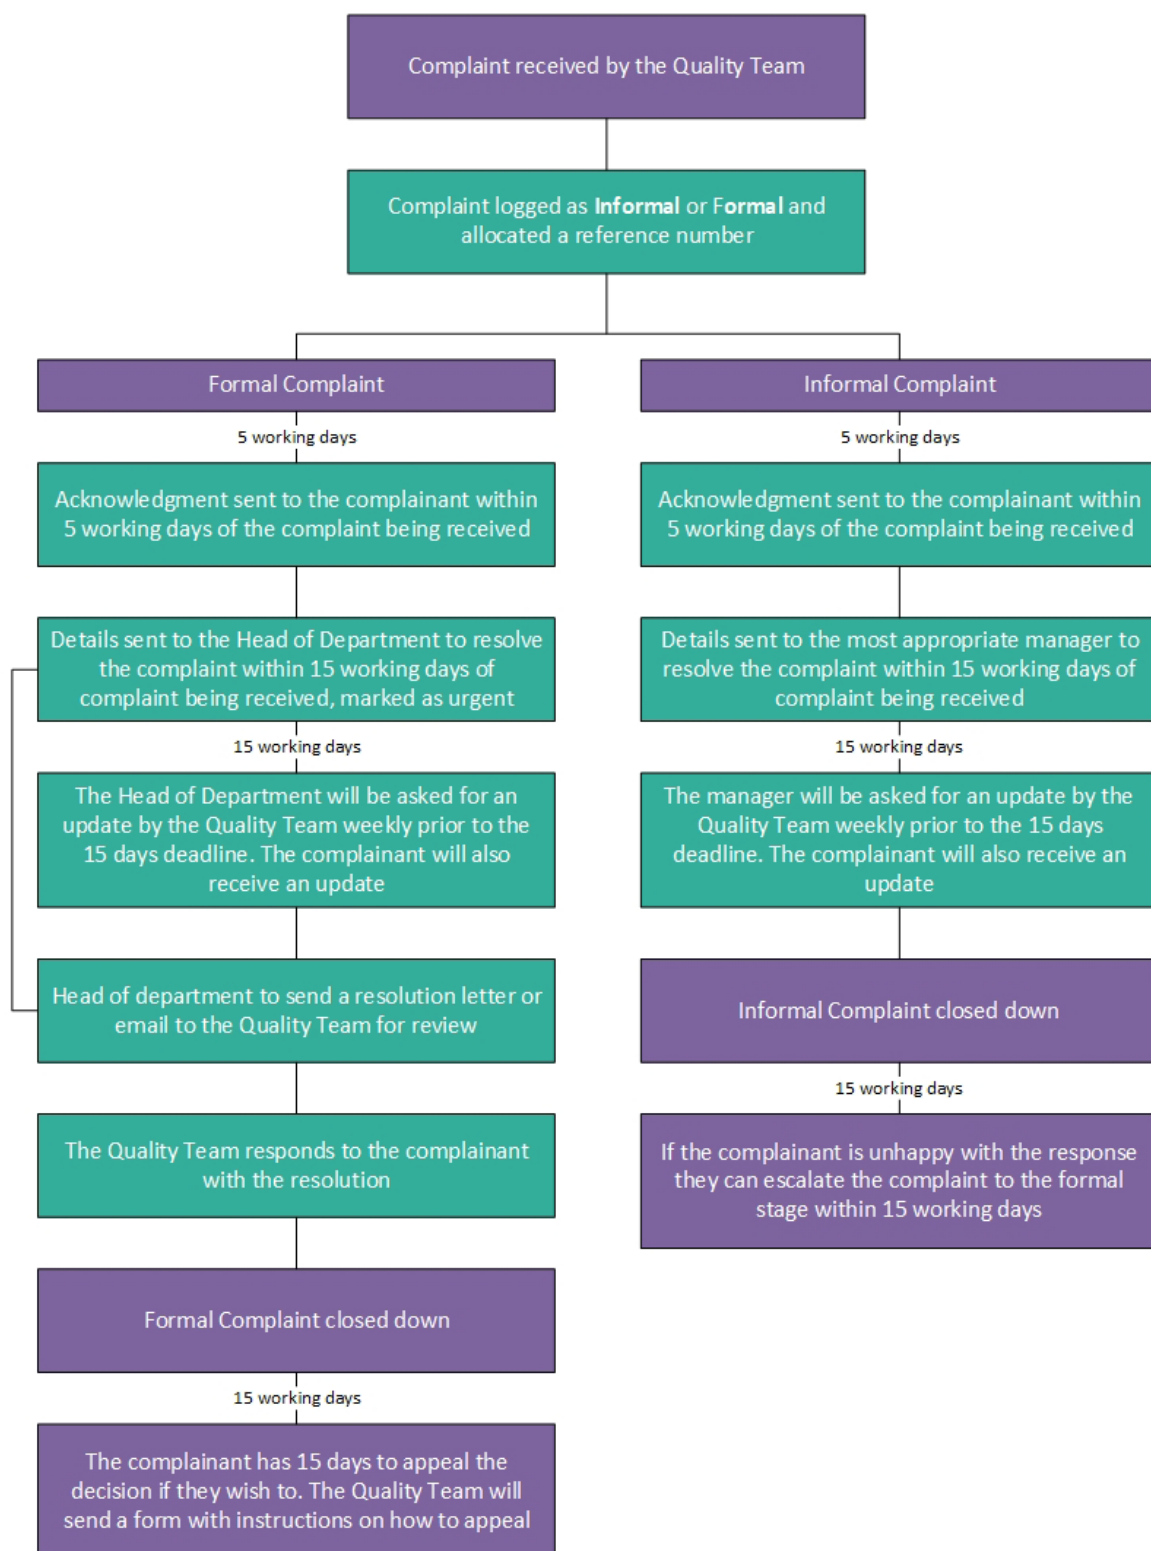 Complaint received by the Quality Team
Complaint logged as Informal or Formal and
allocated a reference number
Formal Complaint
5 working days
Acknowledgment sent to the complainant within
5 working days of the complaint being received
Details sent to the Head of Department to resolve
the complaint within 15 working days of
complaint being received, marked as urgent
15 working days
The Head of Department will be asked for an
update by the Quality Team weekly prior to the
15 days deadline. The complainant will also
receive an update
Head of department to send a resolution letter or
email to the Quality Team for review
The Quality Team responds to the complainant
with the resolution
Formal Complaint closed down
15 working days
The complainant has 15 days to appeal the
decision if they wish to. The Quality Team will
send a form with instructions on how to appeal
Informal Complaint
5 working days
Acknowledgment sent to the complainant within
5 working days of the complaint being received
Details sent to the most appropriate manager to
resolve the complaint within 15 working days of
complaint being received
15 working days
The manager will be asked for an update by the
Quality Team weekly prior to the 15 days
deadline. The complainant will also receive an
update
Informal Complaint closed down
15 working days
If the complainant is unhappy with the response
they can escalate the complaint to the formal
stage within 15 working days